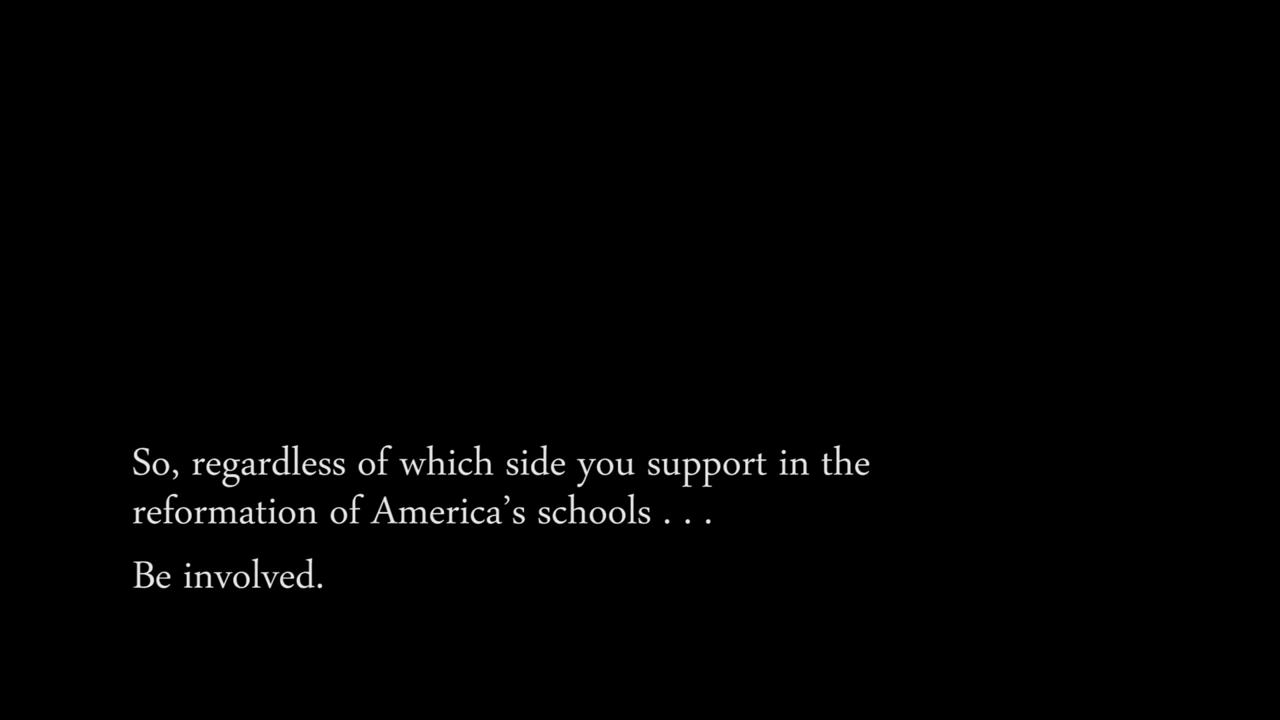 So, regardless of which side you support in the
reformation of America’s schools . . .
Be involved.